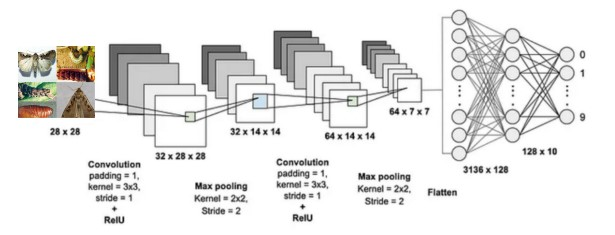 28 x 28
32 x 28 x 28
32 x 14 x 14
64 x 14 x 14
64 x 7 x 7
0
1
9
128 x 10
3136 x 128
Convolution
padding = 1,
kernel = 3x3,
stride = 1
+
RelU
Max pooling
Kernel = 2x2,
Stride = 2
Convolution
padding = 1,
kernel = 3x3,
stride = 1
+
RelU
Max pooling
Kernel = 2x2,
Stride = 2
Flatten